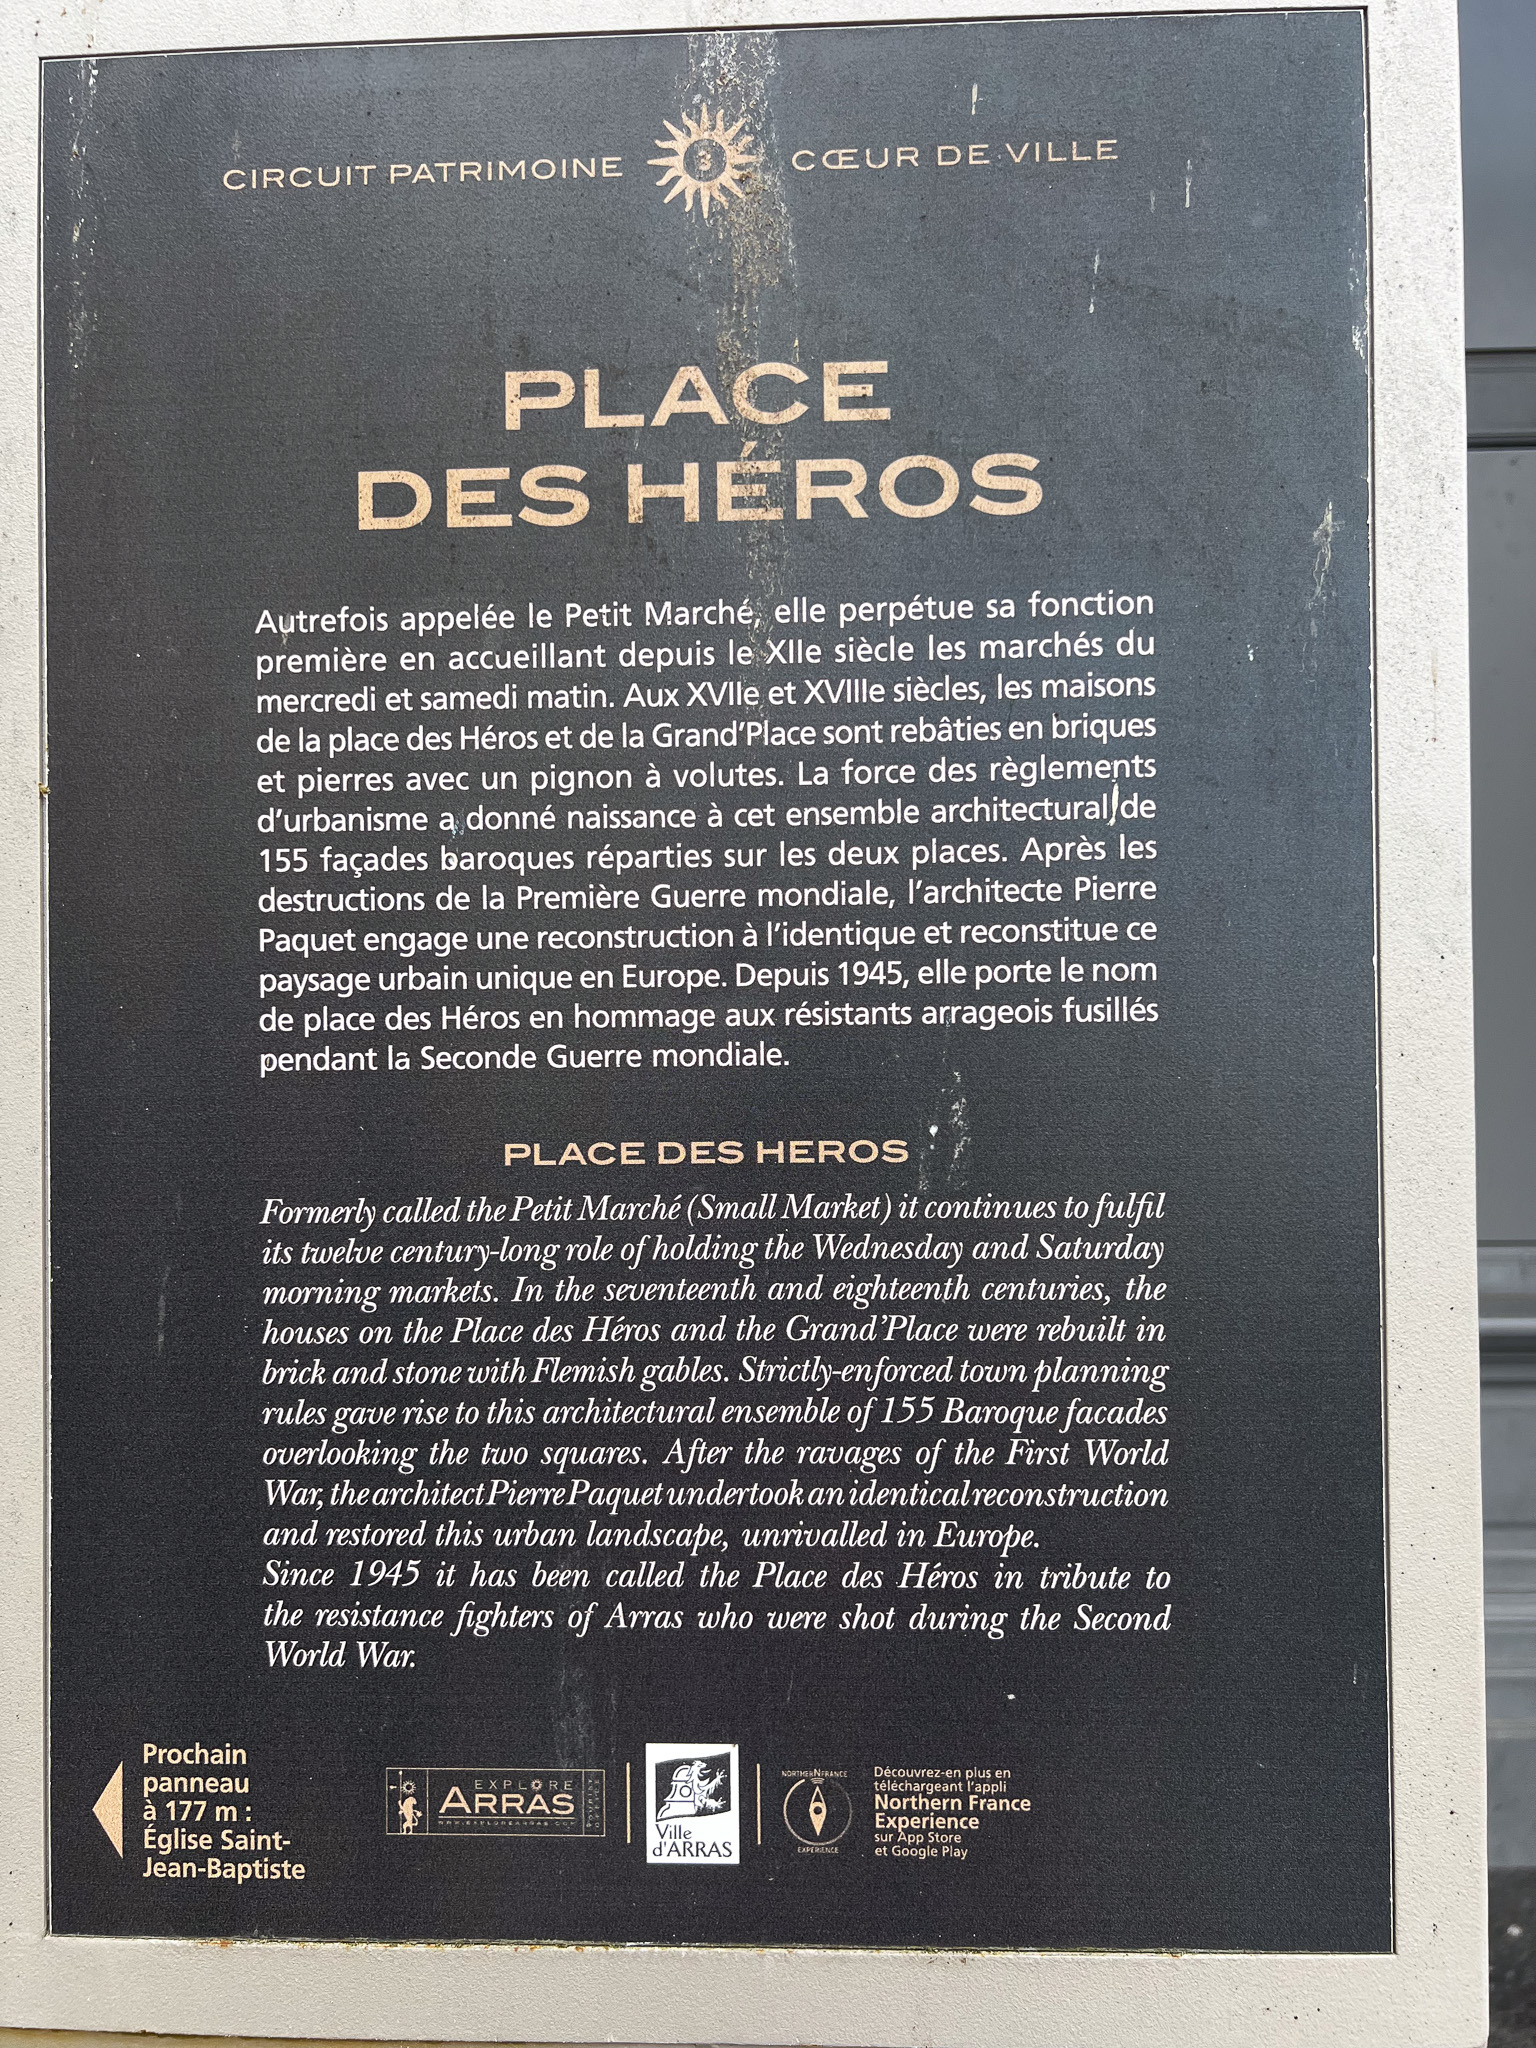 CIRCUIT PATRIMOINE 3 CŒUR DE VILLE
PLACE
DES HÉROS
Autrefois appelée le Petit Marché, elle perpétue sa fonction
première en accueillant depuis le XIIe siècle les marchés du
mercredi et samedi matin. Aux XVIIe et XVIIIe siècles, les maisons
de la place des Héros et de la Grand'Place sont rebâties en briques
et pierres avec un pignon à volutes. La force des règlements
d'urbanisme a donné naissance à cet ensemble architectural de
155 façades baroques réparties sur les deux places. Après les
destructions de la Première Guerre mondiale, l'architecte Pierre
Paquet engage une reconstruction à l'identique et reconstitue ce
paysage urbain unique en Europe. Depuis 1945, elle porte le nom
de place des Héros en hommage aux résistants arrageois fusillés
pendant la Seconde Guerre mondiale.
PLACE DES HEROS
Formerly called the Petit Marché (Small Market) it continues to fulfil
its twelve century-long role of holding the Wednesday and Saturday
morning markets. In the seventeenth and eighteenth centuries, the
houses on the Place des Héros and the Grand'Place were rebuilt in
brick and stone with Flemish gables. Strictly-enforced town planning
rules gave rise to this architectural ensemble of 155 Baroque facades
overlooking the two squares. After the ravages of the First World
War, the architect Pierre Paquet undertook an identical reconstruction
and restored this urban landscape, unrivalled in Europe.
Since 1945 it has been called the Place des Héros in tribute to
the resistance fighters of Arras who were shot during the Second
World War.
Prochain
panneau
à 177 m :
Église Saint-
Jean-Baptiste
EXPLORE
ARRAS
WWW.EXPLOREARRAS.COM
Ville
d'ARRAS
NORTHERNFRANCE
EXPERIENCE
Découvrez-en plus en
téléchargeant l'appli
Northern France
Experience
sur App Store
et Google Play